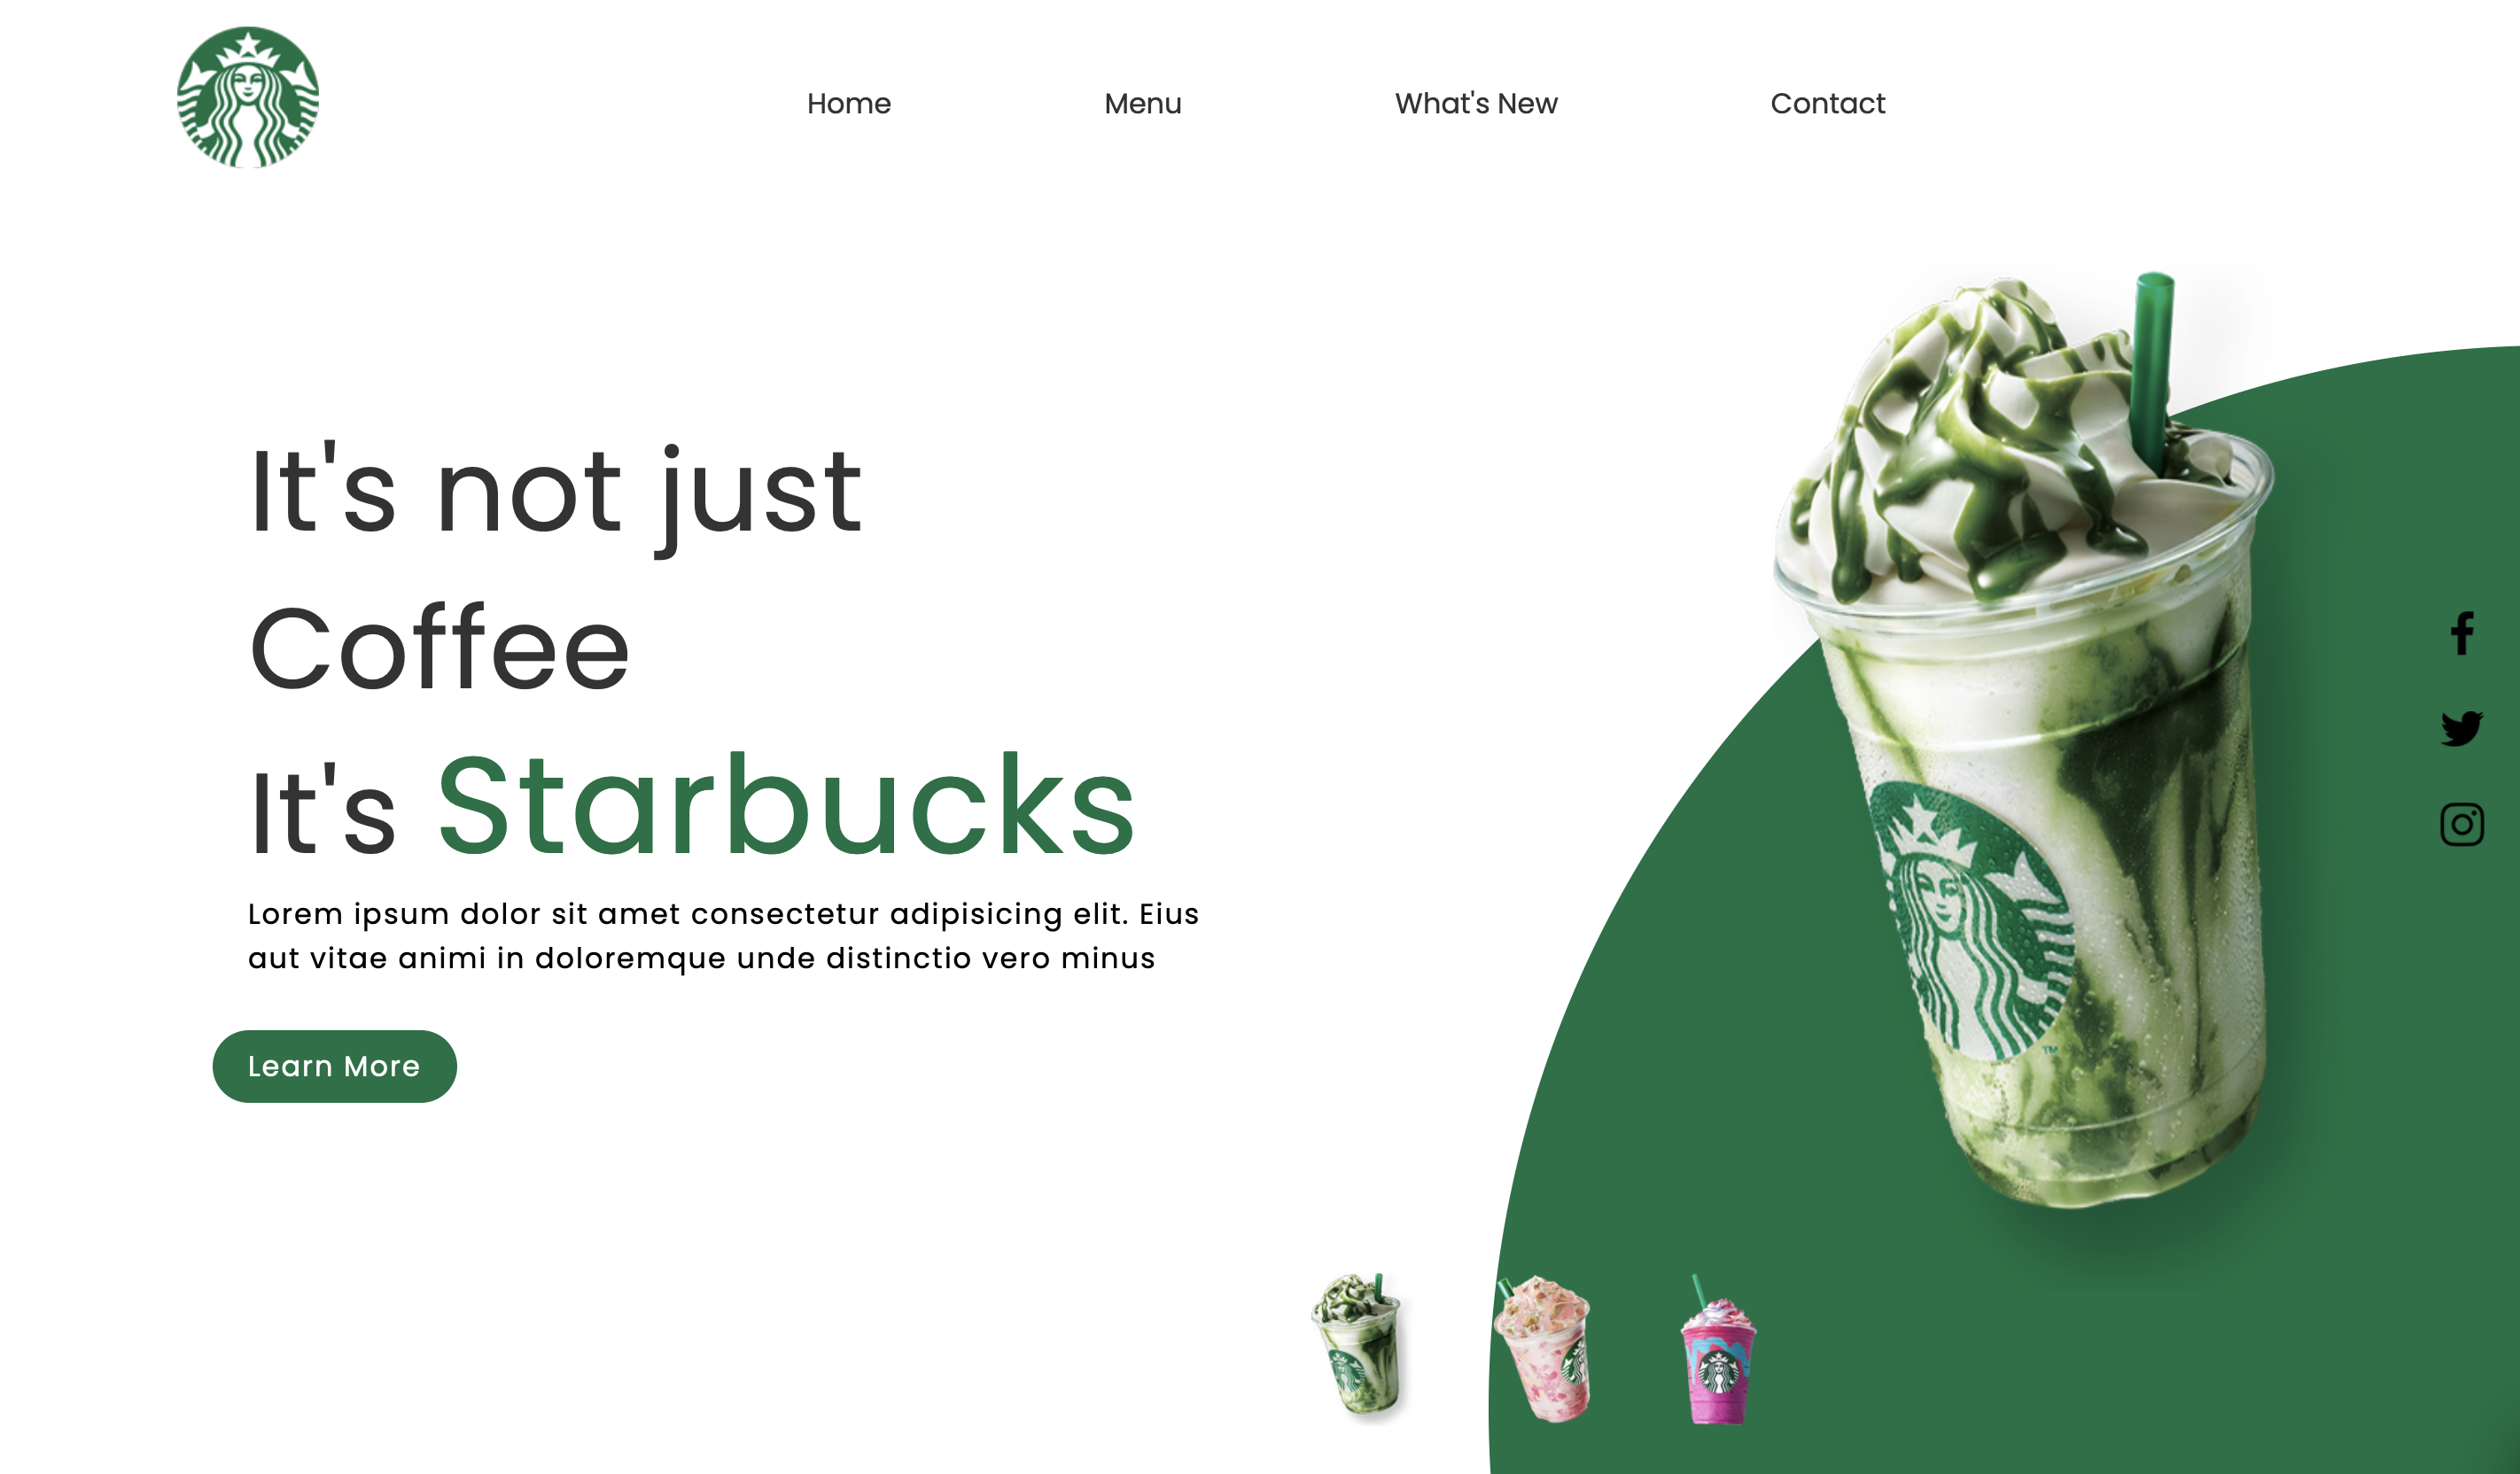 Home
Menu
What's New
Contact
It's not just
Coffee
It's Starbucks
Lorem ipsum dolor sit amet consectetur adipisicing elit. Eius
aut vitae animi in doloremque unde distinctio vero minus
Learn More
TM